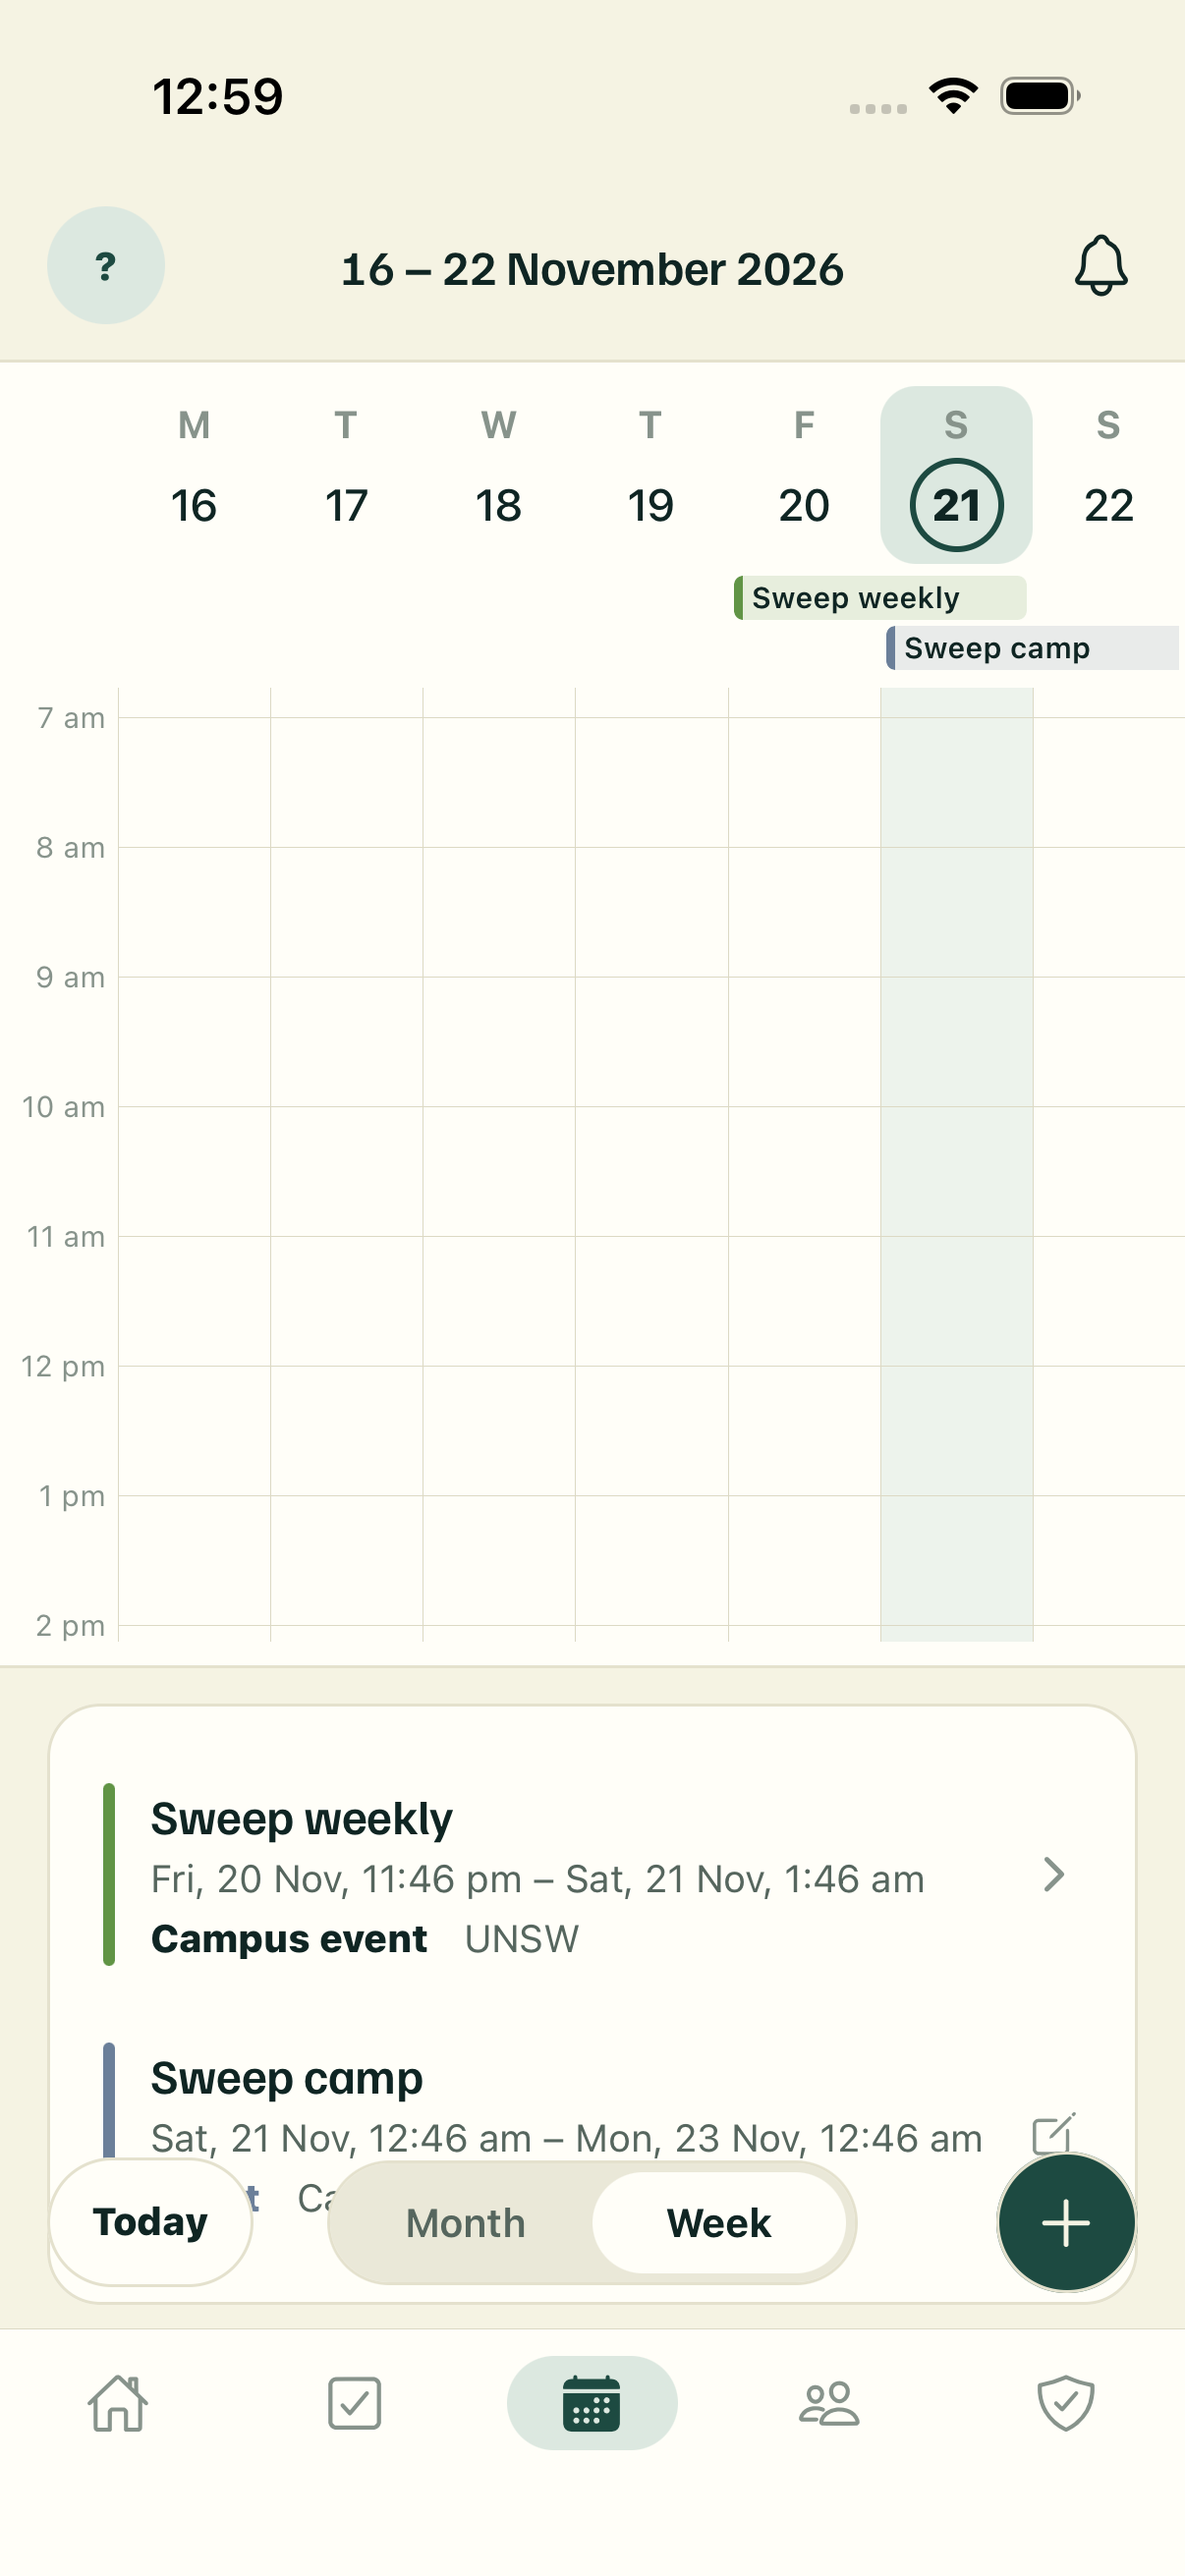 12:59
?
16 – 22 November 2026
M T W T F S S
16 17 18 19 20 21 22
Sweep weekly
Sweep camp
7 am
8 am
9 am
10 am
11 am
12 pm
1 pm
2 pm
Sweep weekly
Fri, 20 Nov, 11:46 pm – Sat, 21 Nov, 1:46 am
Campus event UNSW
Sweep camp
Sat, 21 Nov, 12:46 am – Mon, 23 Nov, 12:46 am
Today Month Week